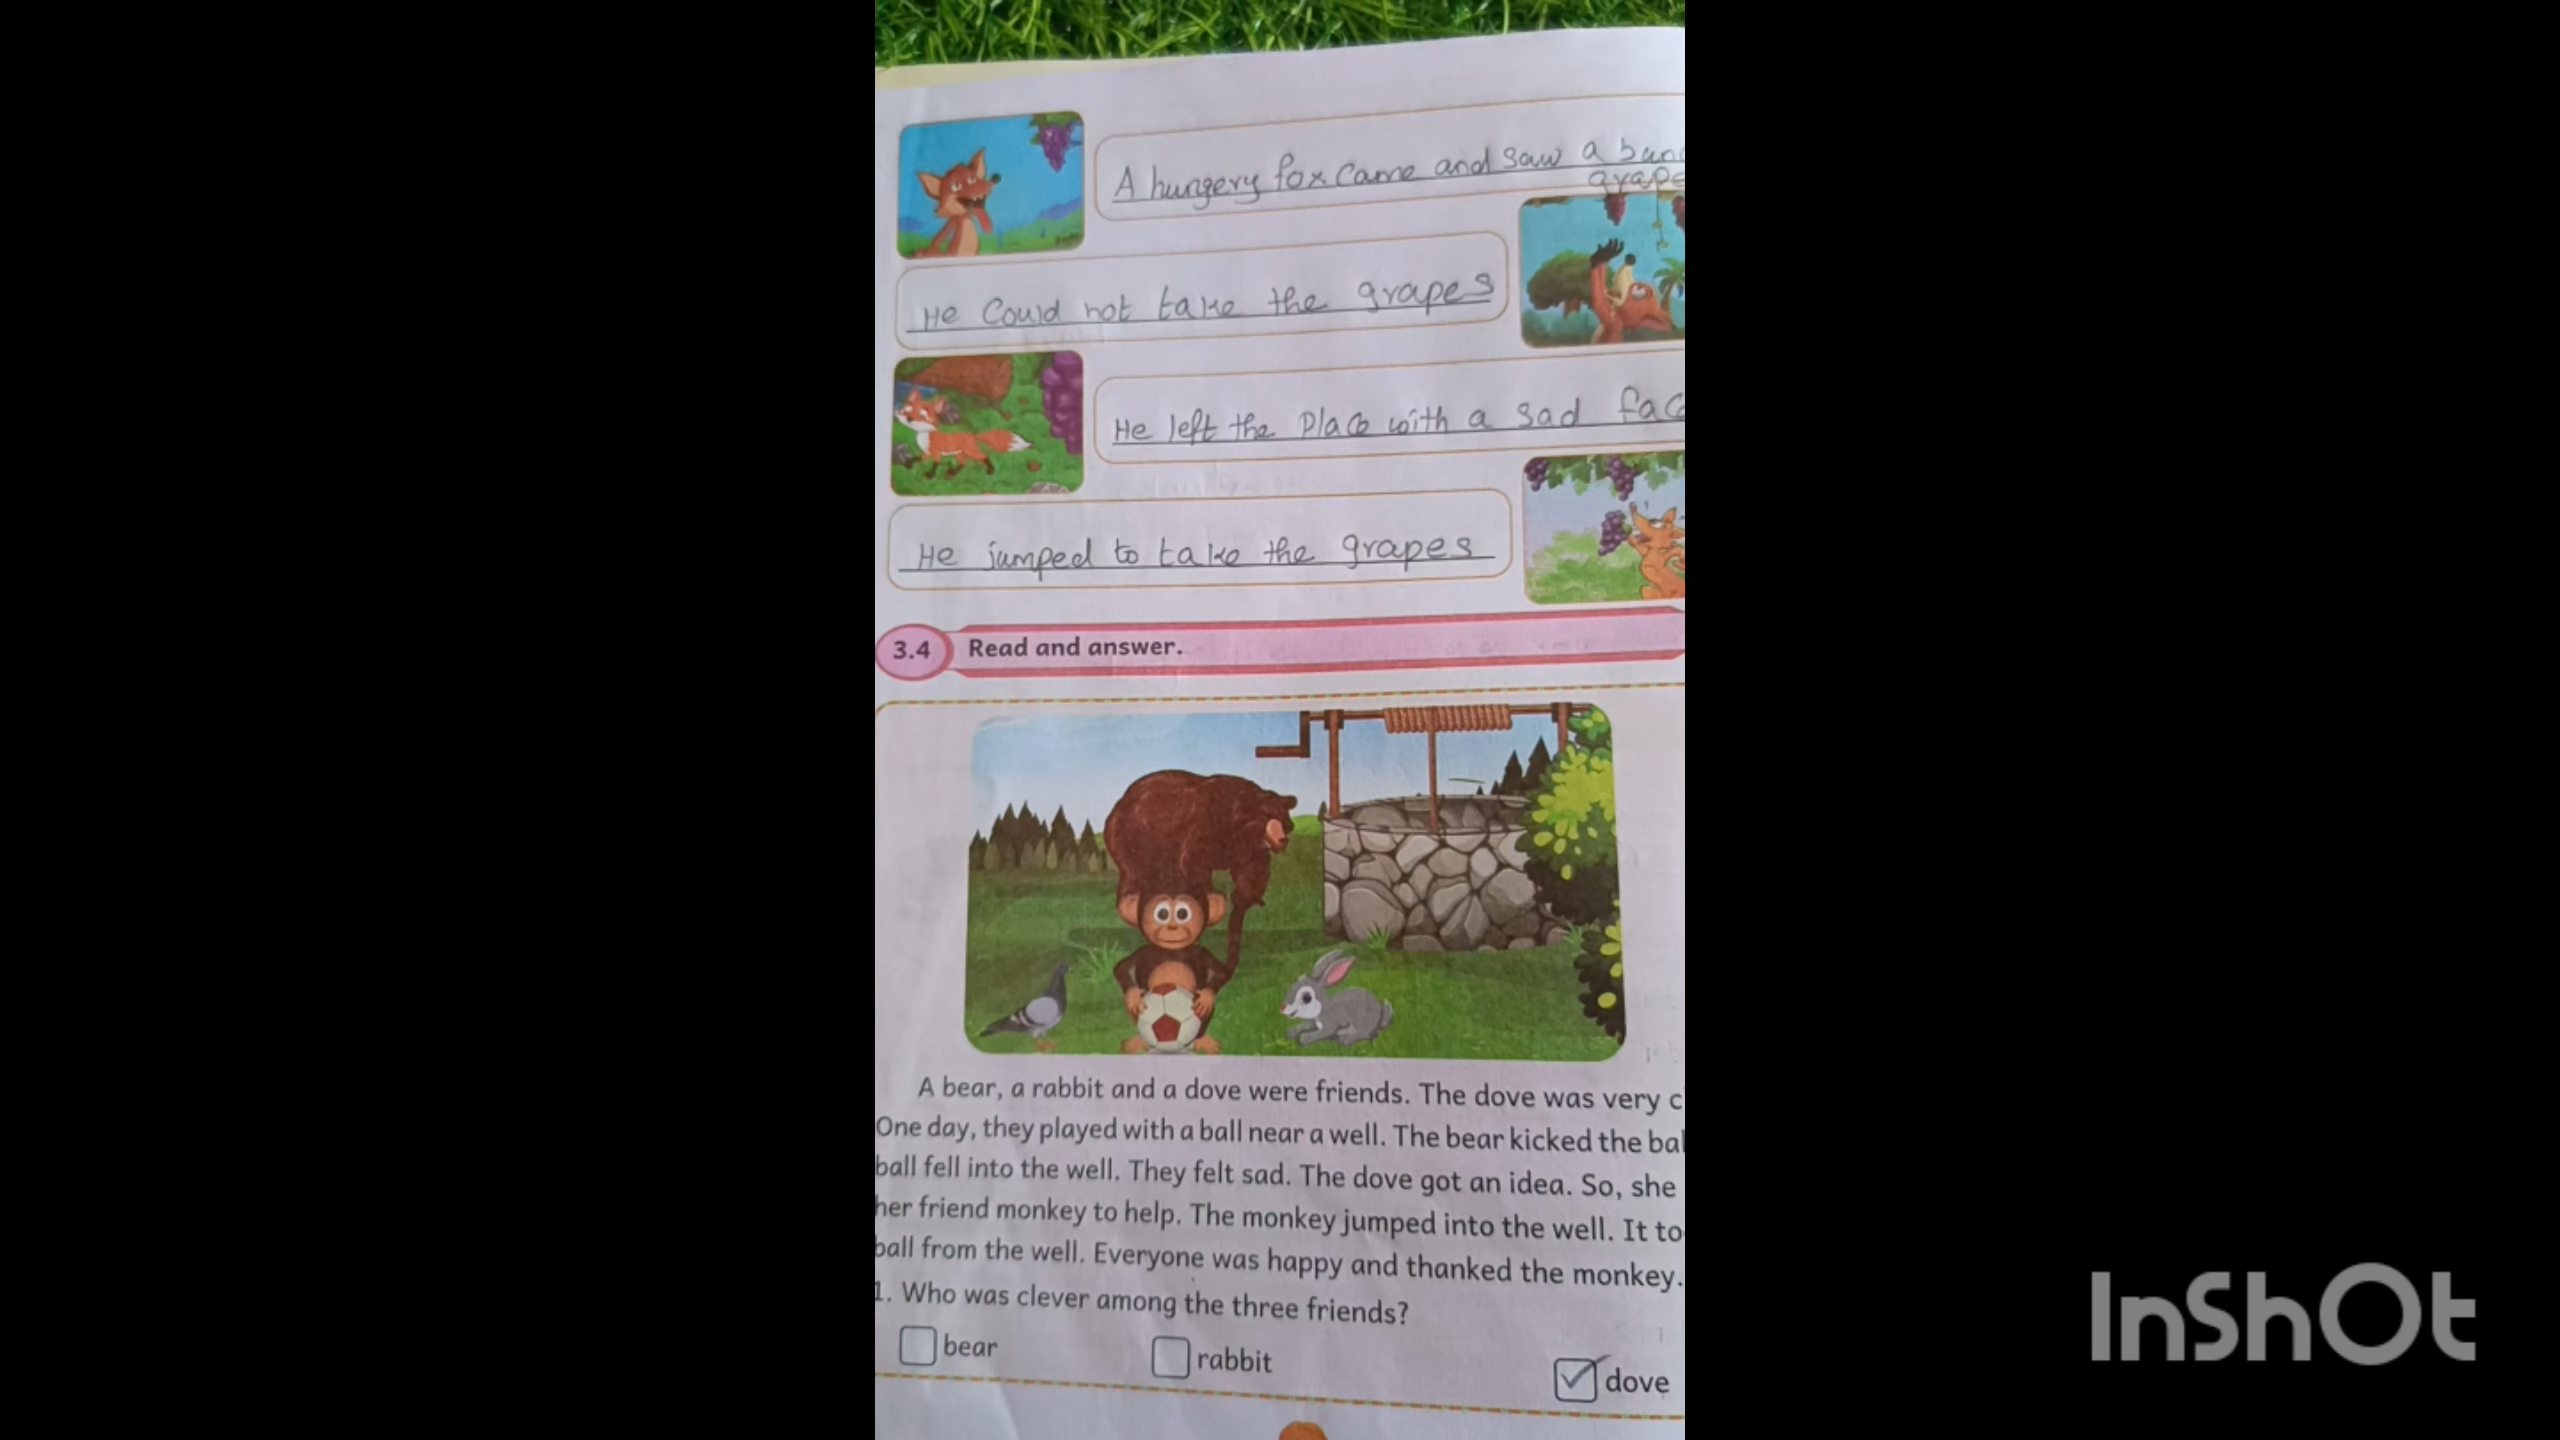 A hungery fox came and saw a
grape
He could not take the grapes
He left the place with a sad
He jumped to take the grapes
3.4 Read and answer.
A bear, a rabbit and a dove were friends. The dove was very
One day, they played with a ball near a well. The bear kicked the
ball fell into the well. They felt sad. The dove got an idea. So, she
her friend monkey to help. The monkey jumped into the well. It
ball from the well. Everyone was happy and thanked the monkey.
1. Who was clever among the three friends?
bear rabbit dove
InShOt